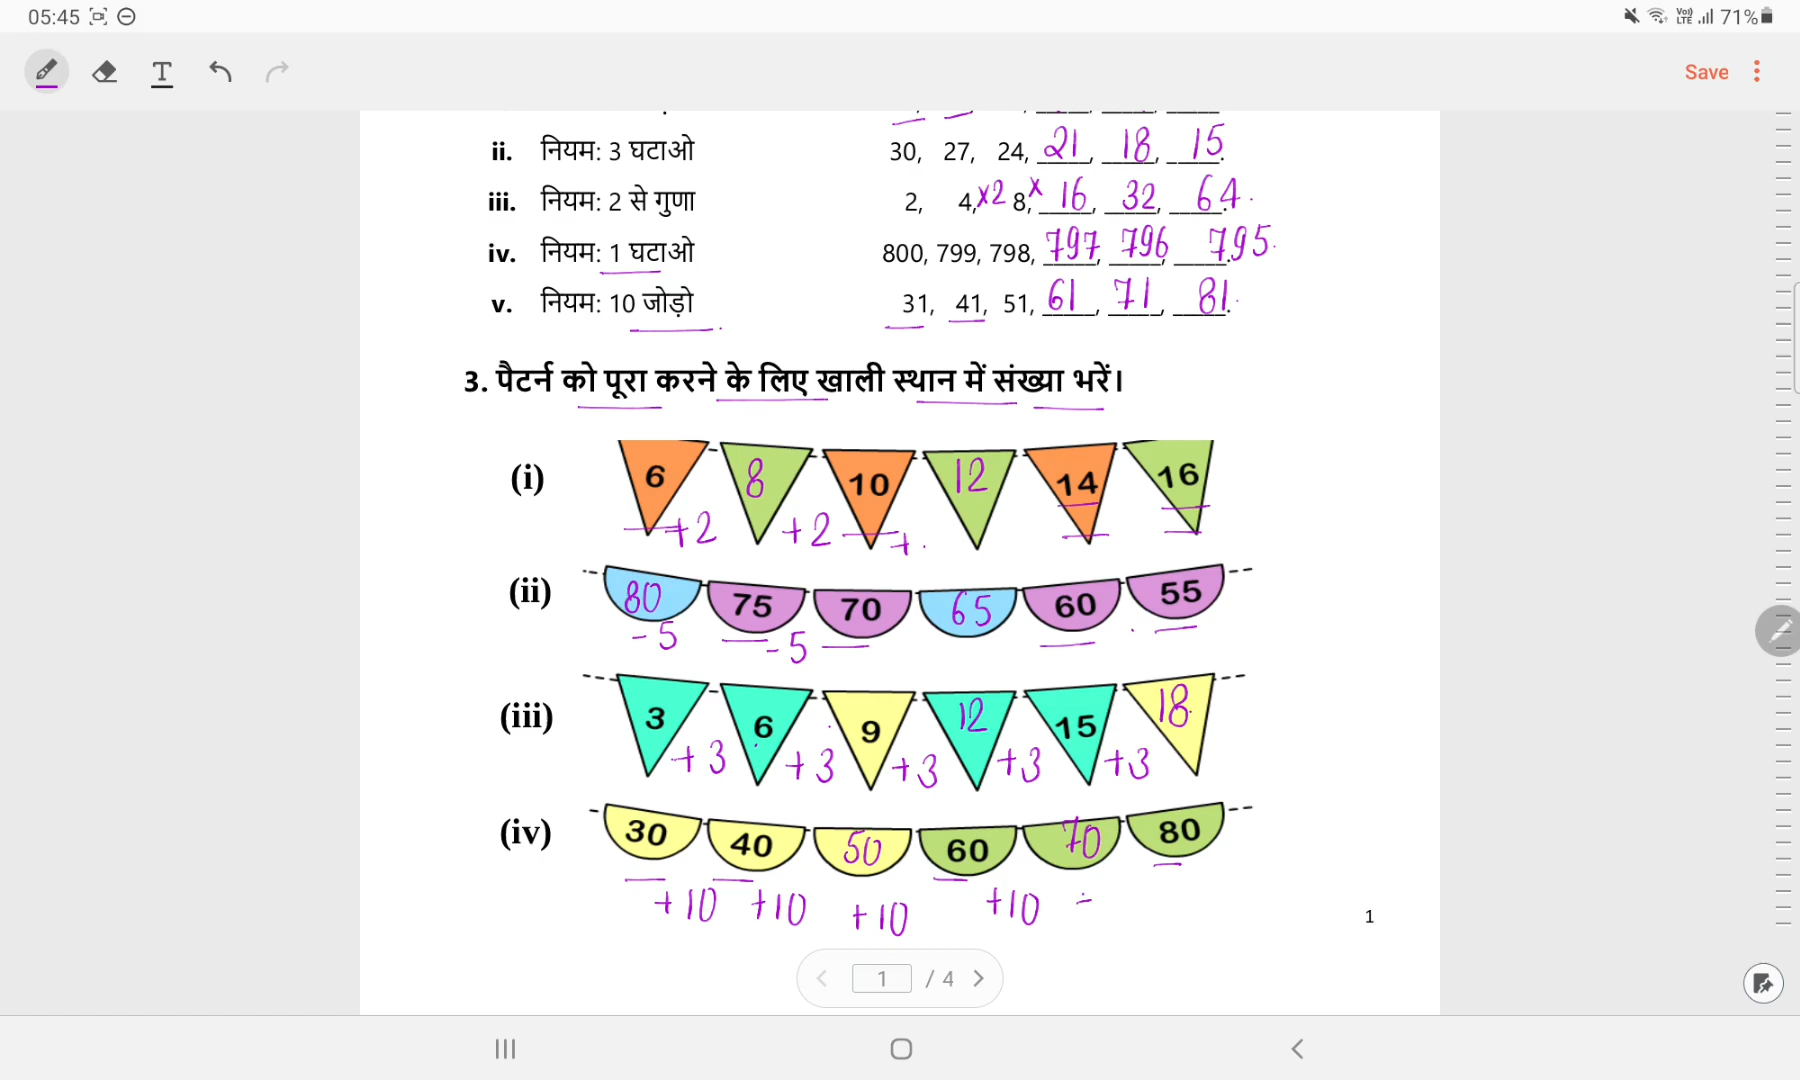 05:45 71%
Save
ii. नियम: 3 घटाओ 30, 27, 24, 21, 18, 15.
iii. नियम: 2 से गुणा 2, 4, ×2 8, × 16, 32, 64.
iv. नियम: 1 घटाओ 800, 799, 798, 797, 796, 795.
v. नियम: 10 जोड़ो 31, 41, 51, 61, 71, 81.
3. पैटर्न को पूरा करने के लिए खाली स्थान में संख्या भरें।
(i) 6 8 10 12 14 16
+2 +2 +
(ii) 80 75 70 65 60 55
-5 -5
(iii) 3 6 9 12 15 18
+3 +3 +3 +3 +3
(iv) 30 40 50 60 70 80
+10 +10 +10 +10
1
1 / 4